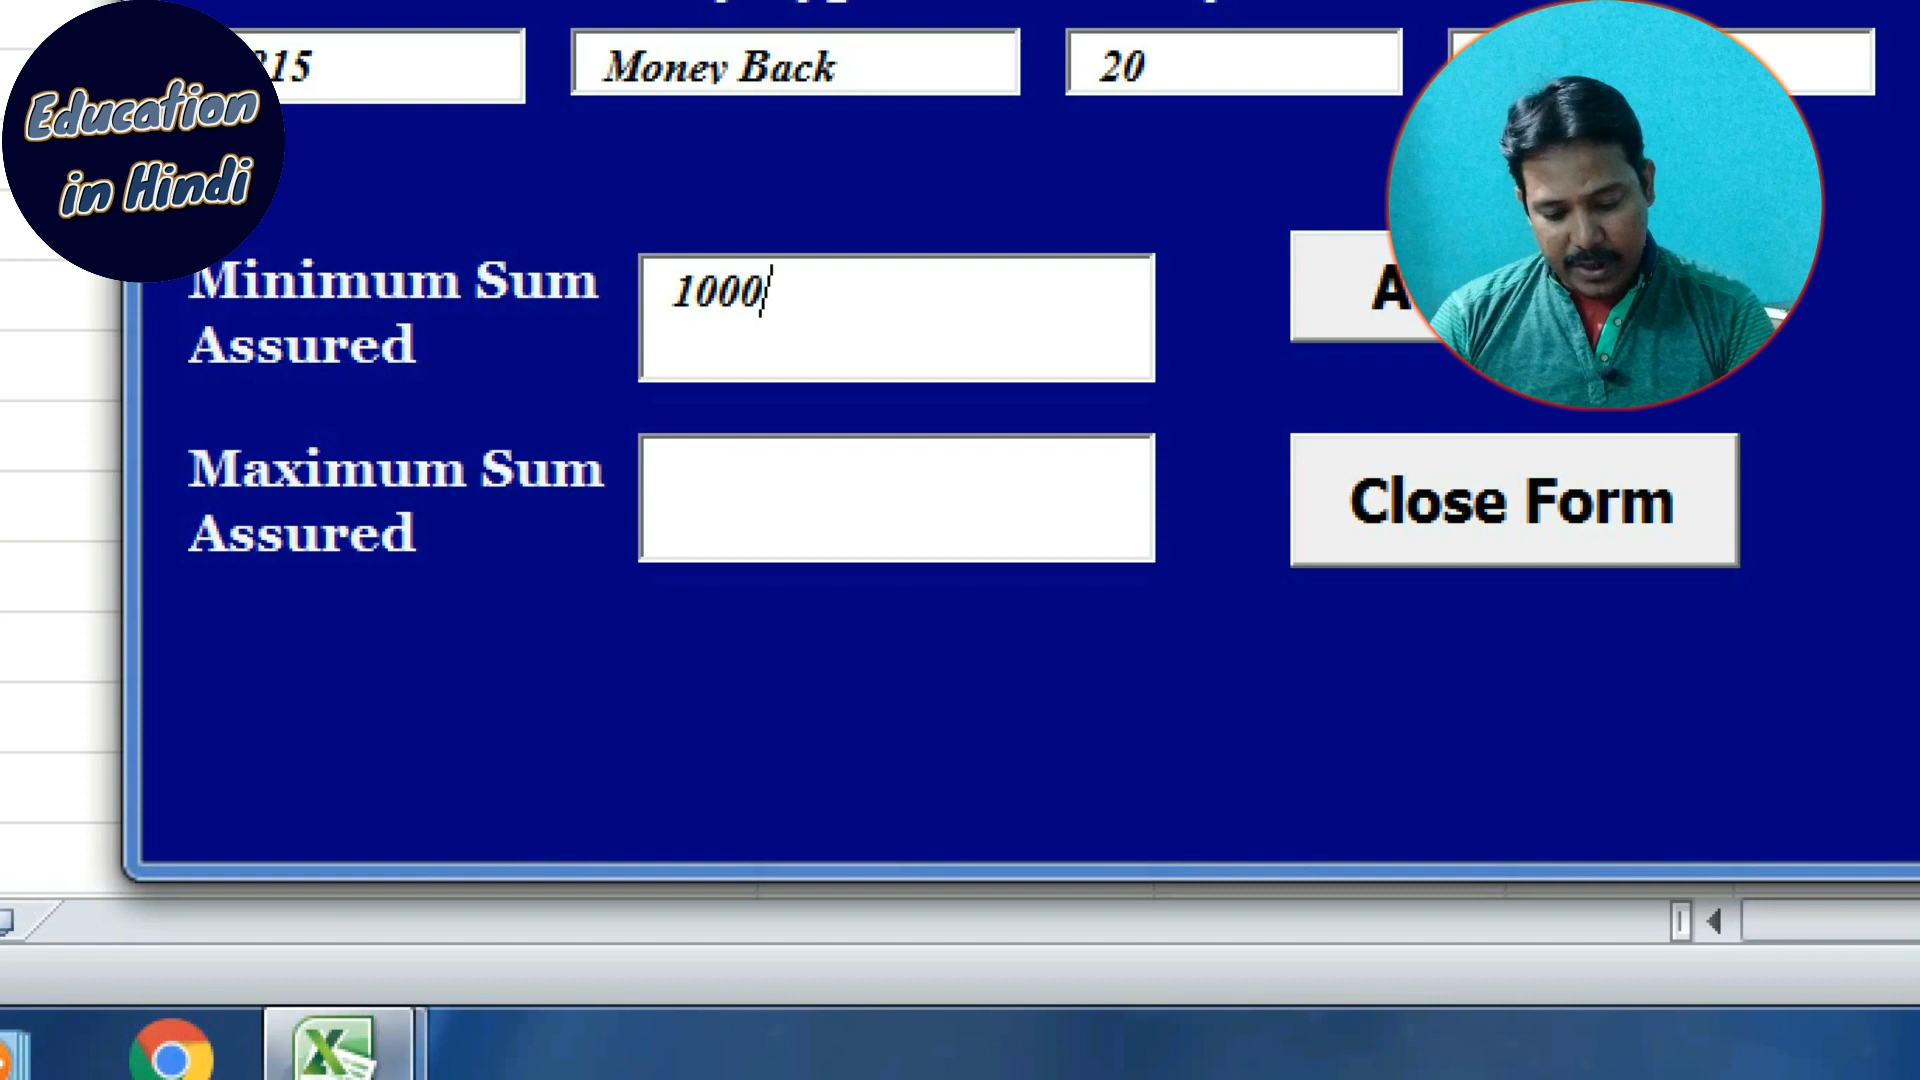 Education
in Hindi
Money Back
20
Minimum Sum
Assured
1000
Maximum Sum
Assured
Close Form